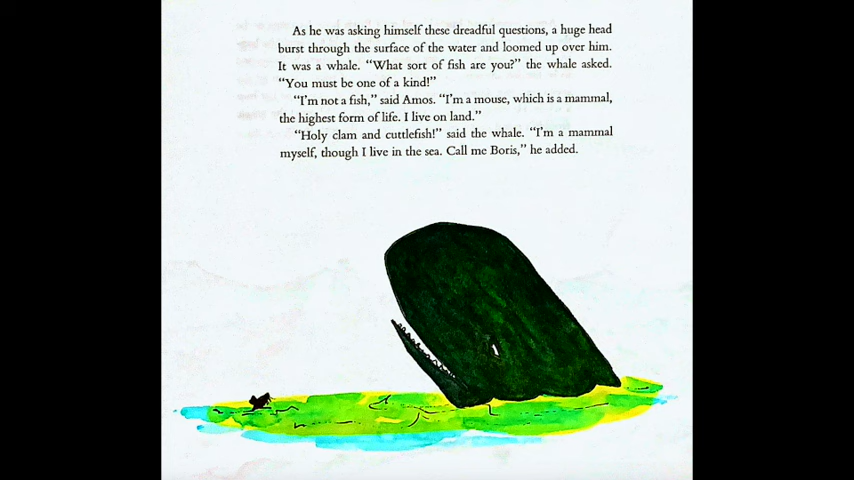 As he was asking himself these dreadful questions, a huge head
burst through the surface of the water and loomed up over him.
It was a whale. “What sort of fish are you?” the whale asked.
“You must be one of a kind!”
“I'm not a fish,” said Amos. “I'm a mouse, which is a mammal,
the highest form of life. I live on land.”
“Holy clam and cuttlefish!” said the whale. “I'm a mammal
myself, though I live in the sea. Call me Boris,” he added.